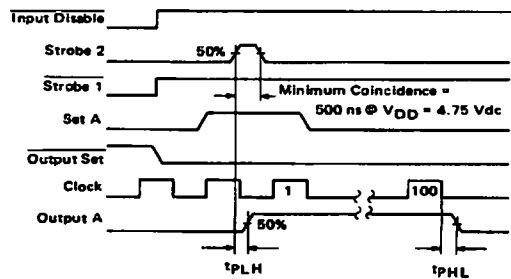 Input Disable
Strobe 2
50%
Strobe 1
Minimum Coincidence =
500 ns @ VDD = 4.75 Vdc
Set A
Output Set
Clock
1
100
Output A
50%
tPLH
tPHL